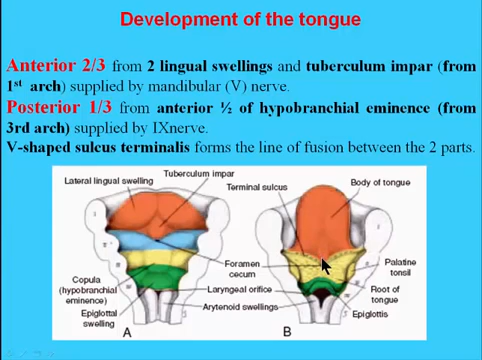 Development of the tongue
Anterior 2/3 from 2 lingual swellings and tuberculum impar (from
1st arch) supplied by mandibular (V) nerve.
Posterior 1/3 from anterior ½ of hypobranchial eminence (from
3rd arch) supplied by IXnerve.
V-shaped sulcus terminalis forms the line of fusion between the 2 parts.
Lateral lingual swelling
Tuberculum impar
Terminal sulcus
Body of tongue
Foramen
cecum
Palatine
tonsil
Copula
(hypobranchial
eminence)
Laryngeal orifice
Root of
tongue
Epiglottal
swelling
Arytenoid swellings
Epiglottis
A
B